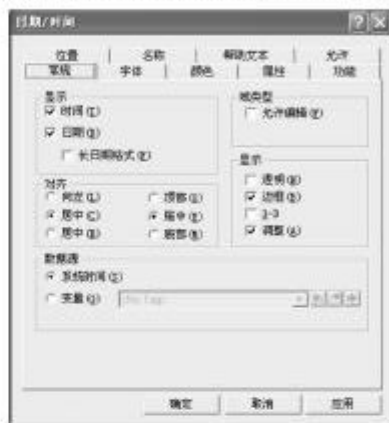 日期/时间
位置 名称 帮助文本 允许
常规 字体 颜色 属性 功能
显示
时间(T)
日期(D)
长日期格式(F)
域类型
允许编辑(E)
显示
透明(N)
边框(B)
3-D
调整(A)
对齐
向左(L) 顶部(T)
居中(C) 居中(E)
居中(R) 底部(B)
数据源
系统时间(S)
变量(V)
确定 取消 应用